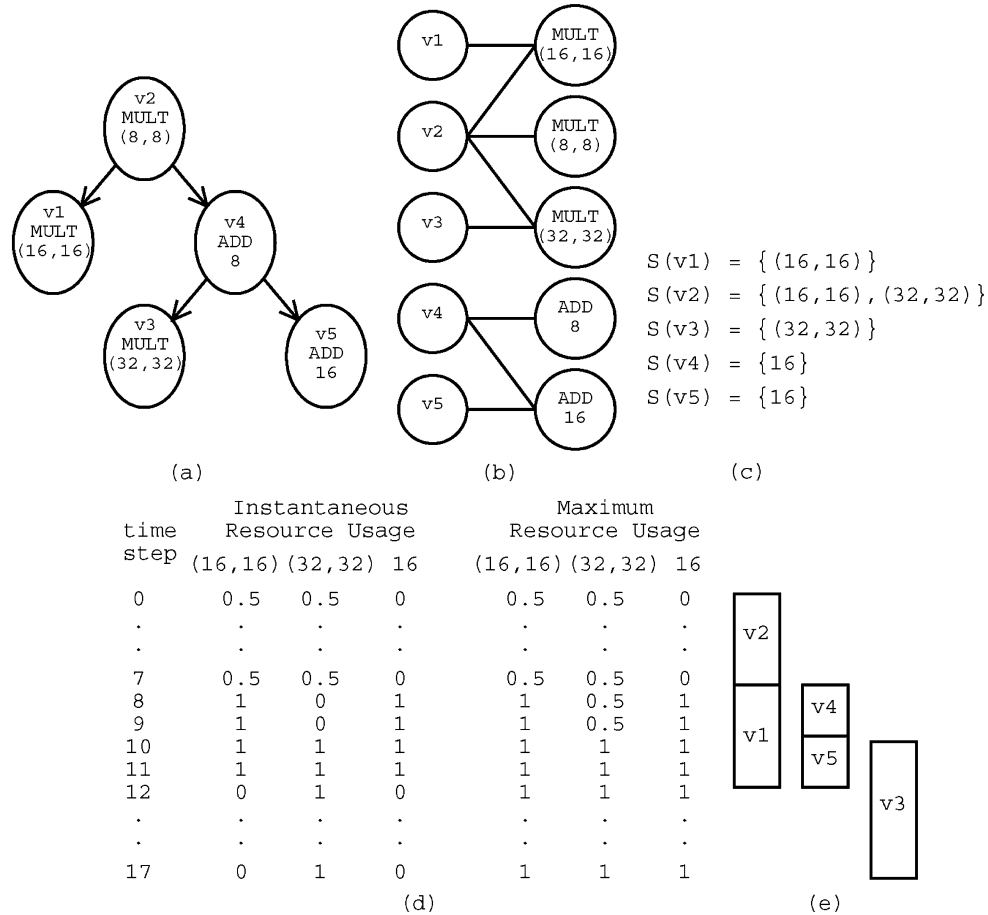 v2
MULT
(8,8)
v1
MULT
(16,16)
v4
ADD
8
v3
MULT
(32,32)
v5
ADD
16
(a)
v1
v2
v3
v4
v5
MULT
(16,16)
MULT
(8,8)
MULT
(32,32)
ADD
8
ADD
16
(b)
S(v1) = {(16,16)}
S(v2) = {(16,16),(32,32)}
S(v3) = {(32,32)}
S(v4) = {16}
S(v5) = {16}
(c)
Instantaneous Maximum
time Resource Usage Resource Usage
step (16,16) (32,32) 16 (16,16) (32,32) 16
0 0.5 0.5 0 0.5 0.5 0
. . . . . . .
. . . . . . .
7 0.5 0.5 0 0.5 0.5 0
8 1 0 1 1 0.5 1
9 1 0 1 1 0.5 1
10 1 1 1 1 1 1
11 1 1 1 1 1 1
12 0 1 0 1 1 1
. . . . . . .
. . . . . . .
17 0 1 0 1 1 1
(d)
v2
v1
v4
v5
v3
(e)